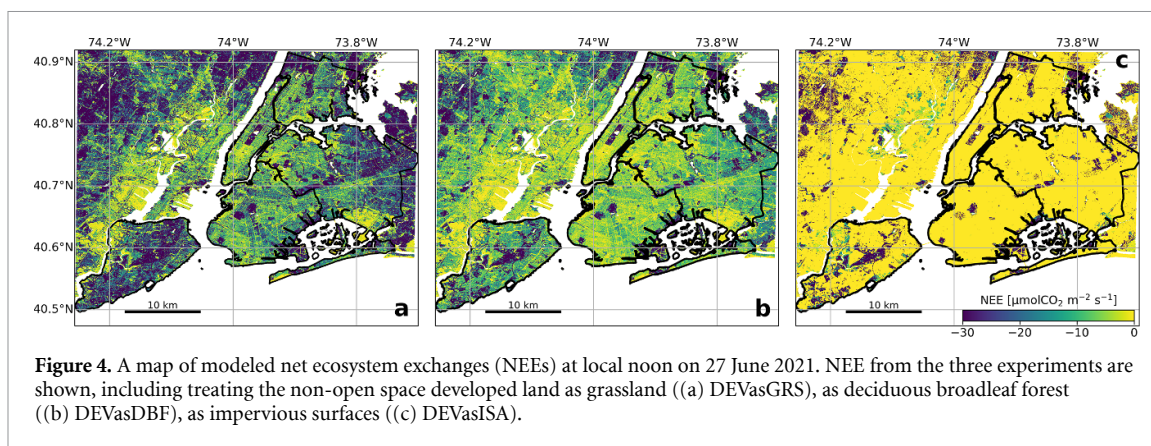 74.2°W 74°W 73.8°W 74.2°W 74°W 73.8°W 74.2°W 74°W 73.8°W
40.9°N
40.8°N
40.7°N
40.6°N
40.5°N
c
NEE [μmolCO₂ m⁻² s⁻¹]
10 km a 10 km b 10 km
−30 −20 −10 0
Figure 4. A map of modeled net ecosystem exchanges (NEEs) at local noon on 27 June 2021. NEE from the three experiments are
shown, including treating the non-open space developed land as grassland ((a) DEVasGRS), as deciduous broadleaf forest
((b) DEVasDBF), as impervious surfaces ((c) DEVasISA).